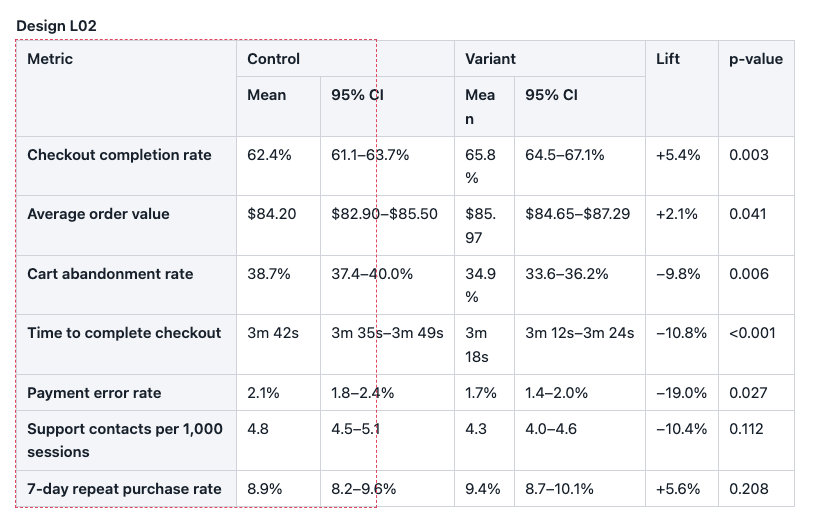 Design L02
Metric Control Variant Lift p-value
Mean 95% CI Mea 95% CI
n
Checkout completion rate 62.4% 61.1–63.7% 65.8 64.5–67.1% +5.4% 0.003
%
Average order value $84.20 $82.90–$85.50 $85. $84.65–$87.29 +2.1% 0.041
97
Cart abandonment rate 38.7% 37.4–40.0% 34.9 33.6–36.2% −9.8% 0.006
%
Time to complete checkout 3m 42s 3m 35s–3m 49s 3m 3m 12s–3m 24s −10.8% <0.001
18s
Payment error rate 2.1% 1.8–2.4% 1.7% 1.4–2.0% −19.0% 0.027
Support contacts per 1,000 4.8 4.5–5.1 4.3 4.0–4.6 −10.4% 0.112
sessions
7-day repeat purchase rate 8.9% 8.2–9.6% 9.4% 8.7–10.1% +5.6% 0.208